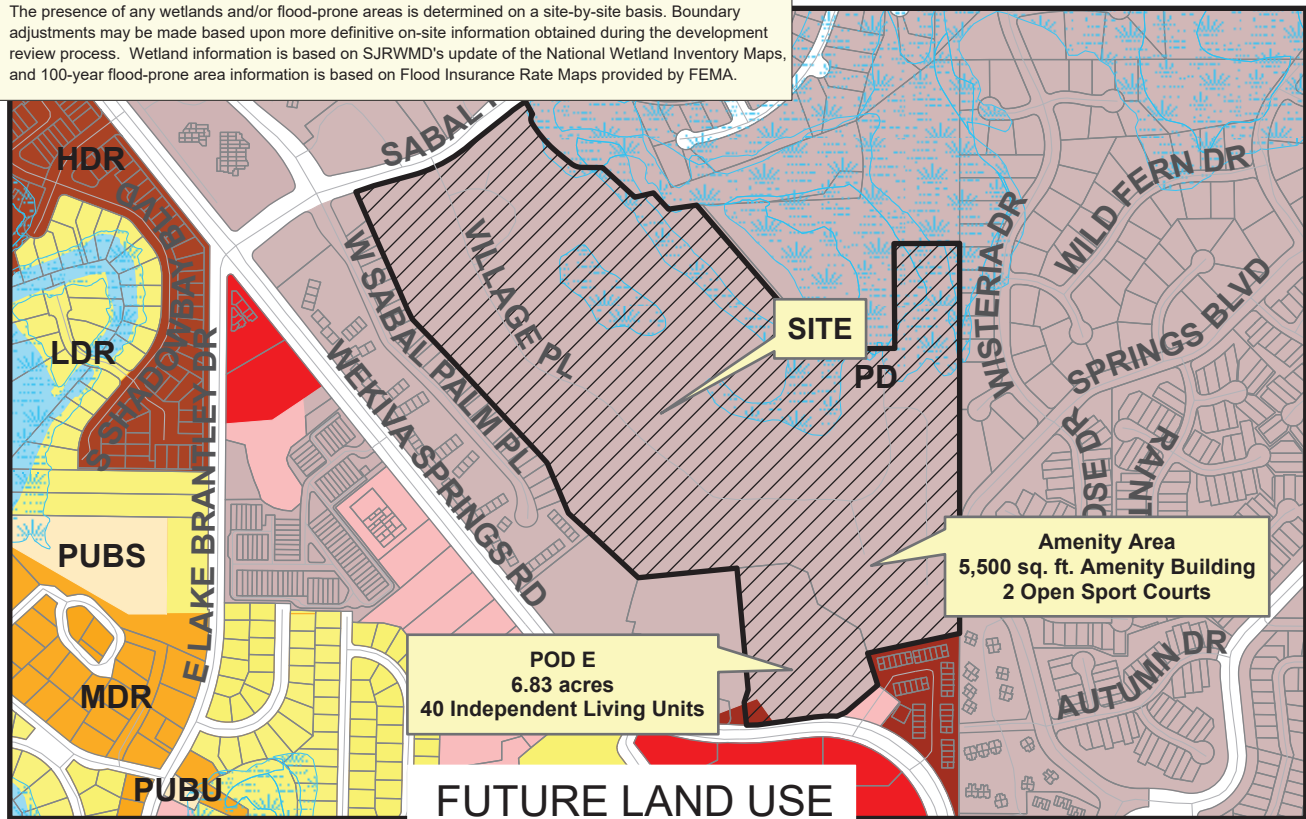 The presence of any wetlands and/or flood-prone areas is determined on a site-by-site basis. Boundary
adjustments may be made based upon more definitive on-site information obtained during the development
review process. Wetland information is based on SJRWMD's update of the National Wetland Inventory Maps,
and 100-year flood-prone area information is based on Flood Insurance Rate Maps provided by FEMA.
SABAL
HDR
S SHADOWBAY BLVD
LDR
E LAKE BRANTLEY DR
W SABAL PALM PL
VILLAGE PL
WEKIVA SPRINGS RD
SITE
PD
WISTERIA DR
WILD FERN DR
SPRINGS BLVD
OSE DR
RAINT
PUBS
MDR
PUBU
Amenity Area
5,500 sq. ft. Amenity Building
2 Open Sport Courts
POD E
6.83 acres
40 Independent Living Units
AUTUMN DR
FUTURE LAND USE